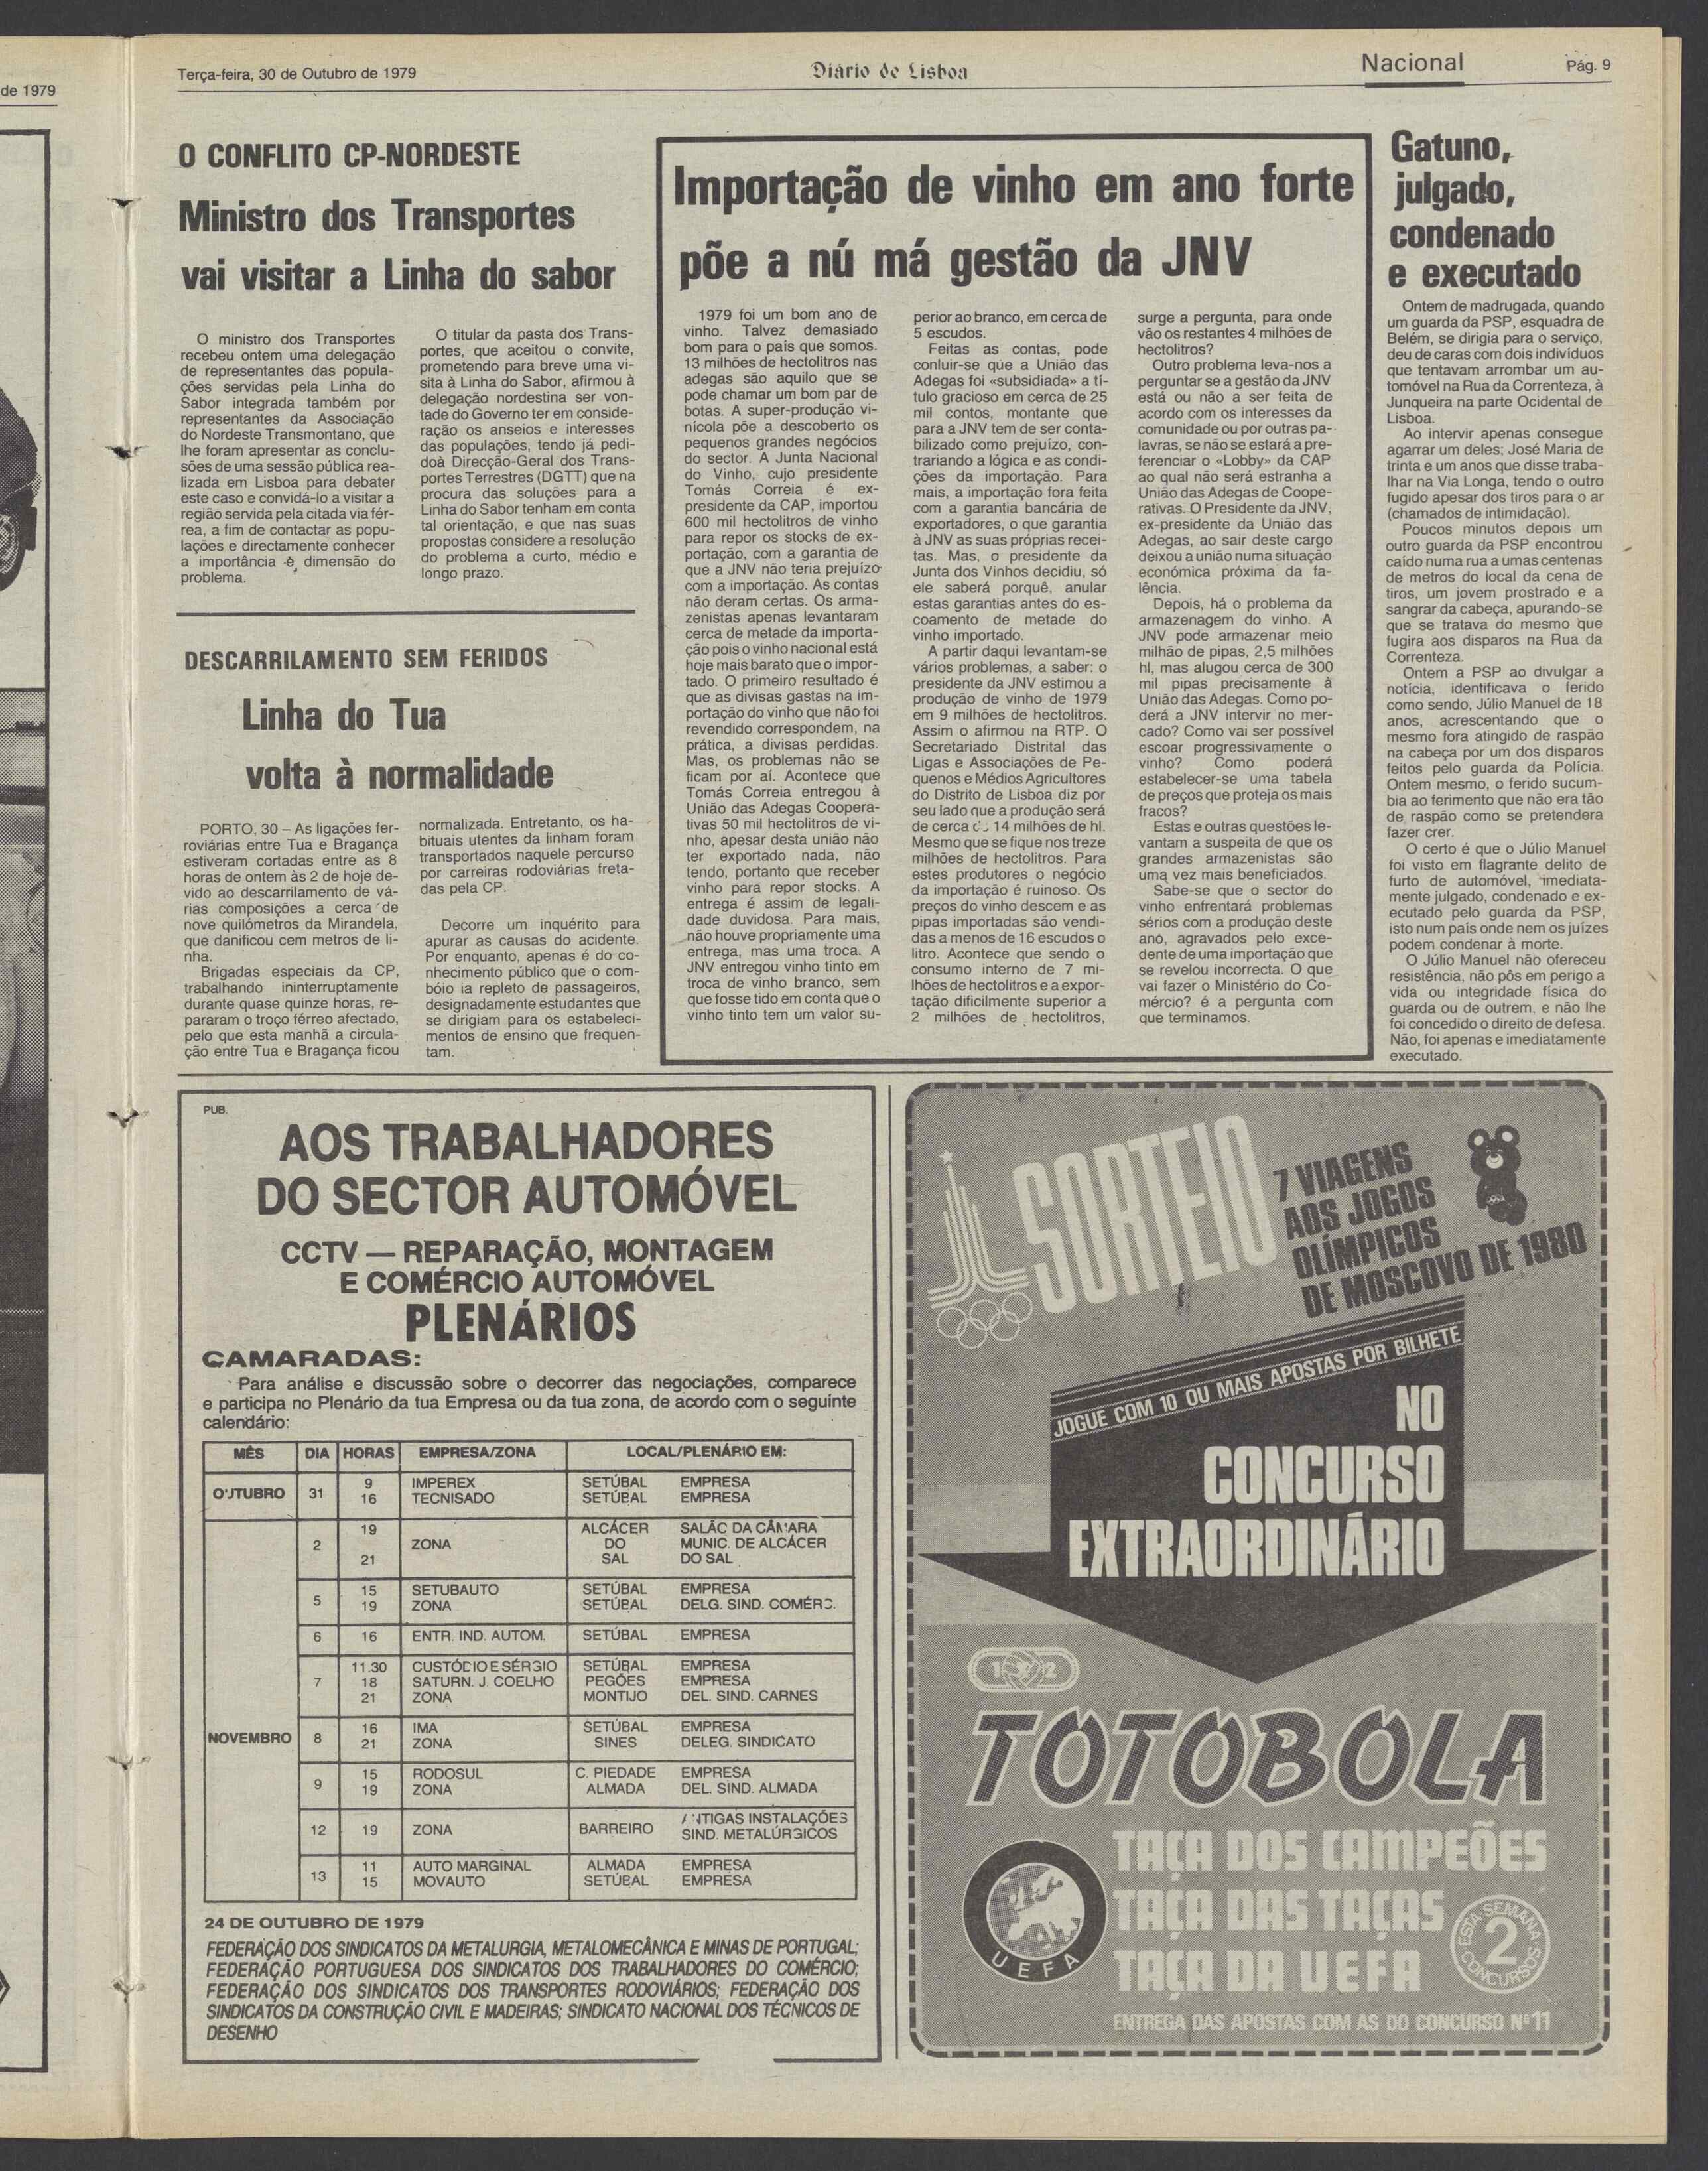 de 1979
Terça-feira, 30 de Outubro de 1979
Diário de Lisboa
Nacional
Pág. 9
O CONFLITO CP-NORDESTE
Ministro dos Transportes
vai visitar a Linha do sabor
O ministro dos Transportes
recebeu ontem uma delegação
de representantes das popula-
ções servidas pela Linha do
Sabor integrada também por
representantes da Associação
do Nordeste Transmontano, que
lhe foram apresentar as conclu-
sões de uma sessão pública rea-
lizada em Lisboa para debater
este caso e convidá-lo a visitar a
região servida pela citada via fér-
rea, a fim de contactar as popu-
lações e directamente conhecer
a importância e dimensão do
problema.
O titular da pasta dos Trans-
portes, que aceitou o convite,
prometendo para breve uma vi-
sita à Linha do Sabor, afirmou à
delegação nordestina ser von-
tade do Governo ter em conside-
ração os anseios e interesses
das populações, tendo já pedi-
doà Direcção-Geral dos Trans-
portes Terrestres (DGTT) que na
procura das soluções para a
Linha do Sabor tenham em conta
tal orientação, e que nas suas
propostas considere a resolução
do problema a curto, médio e
longo prazo.
DESCARRILAMENTO SEM FERIDOS
Linha do Tua
volta à normalidade
PORTO, 30 – As ligações fer-
roviárias entre Tua e Bragança
estiveram cortadas entre as 8
horas de ontem às 2 de hoje de-
vido ao descarrilamento de vá-
rias composições a cerca de
nove quilómetros da Mirandela,
que danificou cem metros de li-
nha.
Brigadas especiais da CP,
trabalhando ininterruptamente
durante quase quinze horas, re-
pararam o troço férreo afectado,
pelo que esta manhã a circula-
ção entre Tua e Bragança ficou
normalizada. Entretanto, os ha-
bituais utentes da linham foram
transportados naquele percurso
por carreiras rodoviárias freta-
das pela CP.
Decorre um inquérito para
apurar as causas do acidente.
Por enquanto, apenas é do co-
nhecimento público que o com-
bóio ia repleto de passageiros,
designadamente estudantes que
se dirigiam para os estabeleci-
mentos de ensino que frequen-
tam.
Importação de vinho em ano forte
põe a nú má gestão da JNV
1979 foi um bom ano de
vinho. Talvez demasiado
bom para o país que somos.
13 milhões de hectolitros nas
adegas são aquilo que se
pode chamar um bom par de
botas. A super-produção vi-
nícola põe a descoberto os
pequenos grandes negócios
do sector. A Junta Nacional
do Vinho, cujo presidente
Tomás Correia é ex-
presidente da CAP, importou
600 mil hectolitros de vinho
para repor os stocks de ex-
portação, com a garantia de
que a JNV não teria prejuízo
com a importação. As contas
não deram certas. Os arma-
zenistas apenas levantaram
cerca de metade da importa-
ção pois o vinho nacional está
hoje mais barato que o impor-
tado. O primeiro resultado é
que as divisas gastas na im-
portação do vinho que não foi
revendido correspondem, na
prática, a divisas perdidas.
Mas, os problemas não se
ficam por aí. Acontece que
Tomás Correia entregou à
União das Adegas Coopera-
tivas 50 mil hectolitros de vi-
nho, apesar desta união não
ter exportado nada, não
tendo, portanto que receber
vinho para repor stocks. A
entrega é assim de legali-
dade duvidosa. Para mais,
não houve propriamente uma
entrega, mas uma troca. A
JNV entregou vinho tinto em
troca de vinho branco, sem
que fosse tido em conta que o
vinho tinto tem um valor su-
perior ao branco, em cerca de
5 escudos.
Feitas as contas, pode
conluir-se que a União das
Adegas foi «subsidiada» a tí-
tulo gracioso em cerca de 25
mil contos, montante que
para a JNV tem de ser conta-
bilizado como prejuízo, con-
trariando a lógica e as condi-
ções da importação. Para
mais, a importação fora feita
com a garantia bancária de
exportadores, o que garantia
à JNV as suas próprias recei-
tas. Mas, o presidente da
Junta dos Vinhos decidiu, só
ele saberá porquê, anular
estas garantias antes do es-
coamento de metade do
vinho importado.
A partir daqui levantam-se
vários problemas, a saber: o
presidente da JNV estimou a
produção de vinho de 1979
em 9 milhões de hectolitros.
Assim o afirmou na RTP. O
Secretariado Distrital das
Ligas e Associações de Pe-
quenos e Médios Agricultores
do Distrito de Lisboa diz por
seu lado que a produção será
de cerca 14 milhões de hl.
Mesmo que se fique nos treze
milhões de hectolitros. Para
estes produtores o negócio
da importação é ruinoso. Os
preços do vinho descem e as
pipas importadas são vendi-
das a menos de 16 escudos o
litro. Acontece que sendo o
consumo interno de 7 mi-
lhões de hectolitros e a expor-
tação dificilmente superior a
2 milhões de hectolitros,
surge a pergunta, para onde
vão os restantes 4 milhões de
hectolitros?
Outro problema leva-nos a
perguntar se a gestão da JNV
está ou não a ser feita de
acordo com os interesses da
comunidade ou por outras pa-
lavras, se não se estará a pre-
ferenciar o «Lobby» da CAP
ao qual não será estranha a
União das Adegas de Coope-
rativas. O Presidente da JNV,
ex-presidente da União das
Adegas, ao sair deste cargo
deixou a união numa situação
económica próxima da fa-
lência.
Depois, há o problema da
armazenagem do vinho. A
JNV pode armazenar meio
milhão de pipas, 2,5 milhões
hl, mas alugou cerca de 300
mil pipas precisamente à
União das Adegas. Como po-
derá a JNV intervir no mer-
cado? Como vai ser possível
escoar progressivamente o
vinho? Como poderá
estabelecer-se uma tabela
de preços que proteja os mais
fracos?
Estas e outras questões le-
vantam a suspeita de que os
grandes armazenistas são
uma vez mais beneficiados.
Sabe-se que o sector do
vinho enfrentará problemas
sérios com a produção deste
ano, agravados pelo exce-
dente de uma importação que
se revelou incorrecta. O que
vai fazer o Ministério do Co-
mércio? é a pergunta com
que terminamos.
Gatuno,
julgado,
condenado
e executado
Ontem de madrugada, quando
um guarda da PSP, esquadra de
Belém, se dirigia para o serviço,
deu de caras com dois indivíduos
que tentavam arrombar um au-
tomóvel na Rua da Correnteza, à
Junqueira na parte Ocidental de
Lisboa.
Ao intervir apenas consegue
agarrar um deles; José Maria de
trinta e um anos que disse traba-
lhar na Via Longa, tendo o outro
fugido apesar dos tiros para o ar
(chamados de intimidação).
Poucos minutos depois um
outro guarda da PSP encontrou
caído numa rua a umas centenas
de metros do local da cena de
tiros, um jovem prostrado e a
sangrar da cabeça, apurando-se
que se tratava do mesmo que
fugira aos disparos na Rua da
Correnteza.
Ontem a PSP ao divulgar a
notícia, identificava o ferido
como sendo, Júlio Manuel de 18
anos, acrescentando que o
mesmo fora atingido de raspão
na cabeça por um dos disparos
feitos pelo guarda da Polícia.
Ontem mesmo, o ferido sucum-
bia ao ferimento que não era tão
de raspão como se pretendera
fazer crer.
O certo é que o Júlio Manuel
foi visto em flagrante delito de
furto de automóvel, imediata-
mente julgado, condenado e ex-
ecutado pelo guarda da PSP,
isto num país onde nem os juízes
podem condenar à morte.
O Júlio Manuel não ofereceu
resistência, não pôs em perigo a
vida ou integridade física do
guarda ou de outrem, e não lhe
foi concedido o direito de defesa.
Não, foi apenas e imediatamente
executado.
PUB.
AOS TRABALHADORES
DO SECTOR AUTOMÓVEL
CCTV — REPARAÇÃO, MONTAGEM
E COMÉRCIO AUTOMÓVEL
PLENÁRIOS
CAMARADAS:
Para análise e discussão sobre o decorrer das negociações, comparece
e participa no Plenário da tua Empresa ou da tua zona, de acordo com o seguinte
calendário:
MÊS DIA HORAS EMPRESA/ZONA LOCAL/PLENÁRIO EM:
OUTUBRO 31 9 IMPEREX SETÚBAL EMPRESA
16 TECNISADO SETÚBAL EMPRESA
NOVEMBRO
19 ALCÁCER SALÃO DA CÂMARA
2 ZONA DO MUNIC. DE ALCÁCER
21 SAL DO SAL
5 15 SETUBAUTO SETÚBAL EMPRESA
19 ZONA SETÚBAL DELG. SIND. COMÉRC.
6 16 ENTR. IND. AUTOM. SETÚBAL EMPRESA
11.30 CUSTÓDIO E SÉRGIO SETÚBAL EMPRESA
7 18 SATURN. J. COELHO PEGÕES EMPRESA
21 ZONA MONTIJO DEL. SIND. CARNES
8 16 IMA SETÚBAL EMPRESA
21 ZONA SINES DELEG. SINDICATO
9 15 RODOSUL C. PIEDADE EMPRESA
19 ZONA ALMADA DEL. SIND. ALMADA
12 19 ZONA BARREIRO ANTIGAS INSTALAÇÕES
SIND. METALÚRGICOS
13 11 AUTO MARGINAL ALMADA EMPRESA
15 MOVAUTO SETÚBAL EMPRESA
24 DE OUTUBRO DE 1979
FEDERAÇÃO DOS SINDICATOS DA METALURGIA, METALOMECÂNICA E MINAS DE PORTUGAL;
FEDERAÇÃO PORTUGUESA DOS SINDICATOS DOS TRABALHADORES DO COMÉRCIO;
FEDERAÇÃO DOS SINDICATOS DOS TRANSPORTES RODOVIÁRIOS; FEDERAÇÃO DOS
SINDICATOS DA CONSTRUÇÃO CIVIL E MADEIRAS; SINDICATO NACIONAL DOS TÉCNICOS DE
DESENHO
SORTEIO
7 VIAGENS
AOS JOGOS
OLÍMPICOS
DE MOSCOVO DE 1980
JOGUE COM 10 OU MAIS APOSTAS POR BILHETE
NO
CONCURSO
EXTRAORDINÁRIO
1 X 2
TOTOBOLA
UEFA
TAÇA DOS CAMPEÕES
TAÇA DAS TAÇAS
TAÇA DA UEFA
ESTA SEMANA
2
CONCURSOS
ENTREGA DAS APOSTAS COM AS DO CONCURSO Nº 11